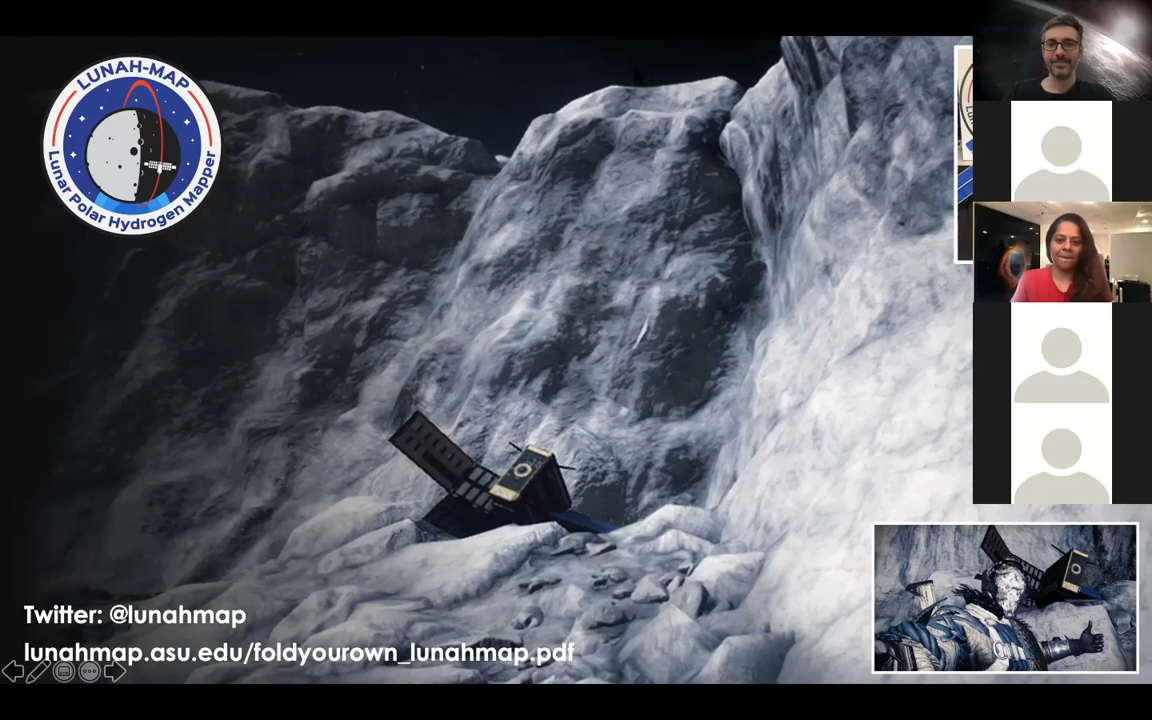 LUNAH-MAP
Lunar Polar Hydrogen Mapper
Twitter: @lunahmap
lunahmap.asu.edu/foldyourown_lunahmap.pdf